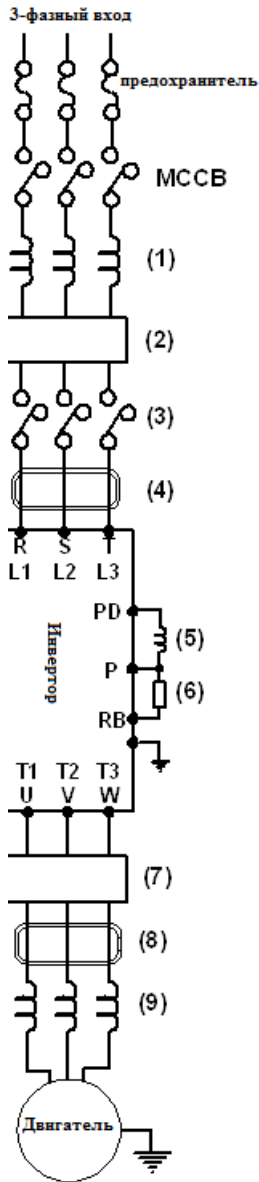 3-фазный вход
предохранитель
MCCB
(1)
(2)
(3)
(4)
R S T
L1 L2 L3
PD
(5)
P
(6)
Инвертор
RB
T1 T2 T3
U V W
(7)
(8)
(9)
Двигатель